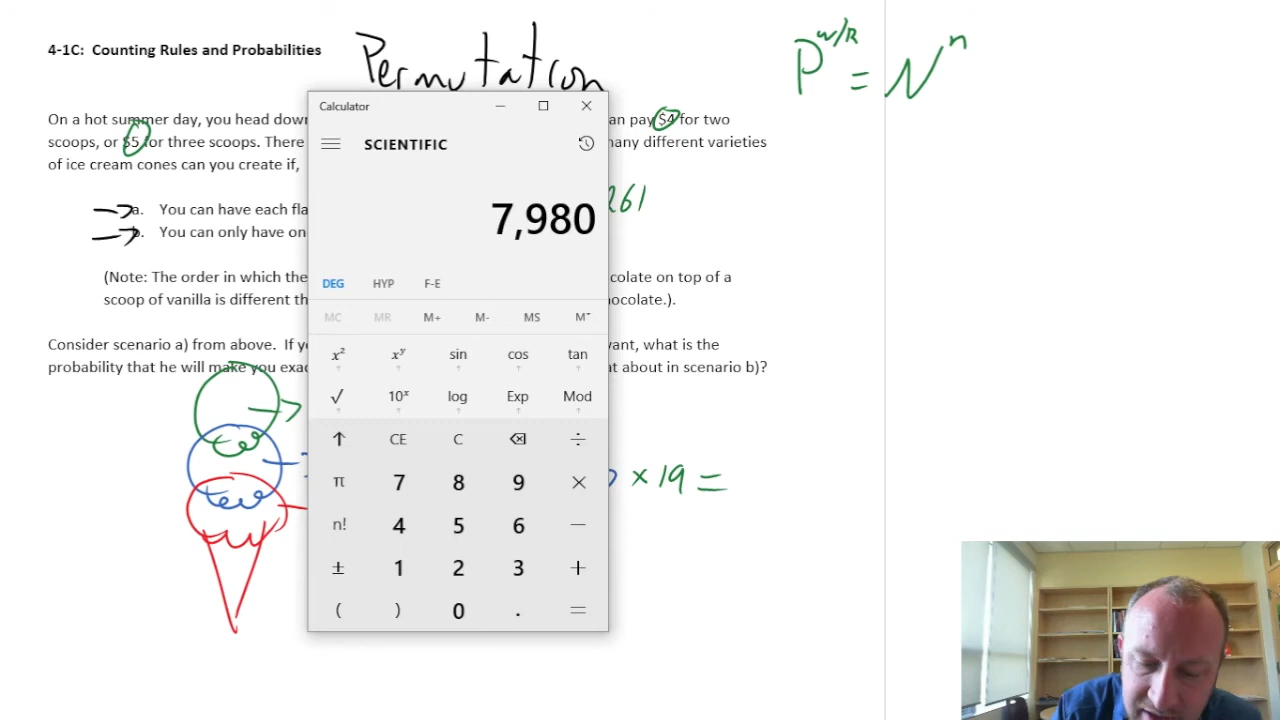 4-1C: Counting Rules and Probabilities
Permutation
P^w/R = N^n
On a hot summer day, you head down
an pay $4 for two
scoops, or $5 for three scoops. There
many different varieties
of ice cream cones can you create if,
a. You can have each fla
261
b. You can only have on
(Note: The order in which the
colate on top of a
scoop of vanilla is different th
hocolate.).
Consider scenario a) from above. If yo
want, what is the
probability that he will make you exac
t about in scenario b)?
× 19 =
Calculator
SCIENTIFIC
7,980
DEG HYP F-E
MC MR M+ M- MS M˅
x² xʸ sin cos tan
√ 10ˣ log Exp Mod
↑ CE C ⌫ ÷
π 7 8 9 ×
n! 4 5 6 −
± 1 2 3 +
( ) 0 . =